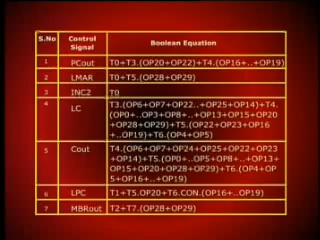 S.No Control Signal Boolean Equation
1 PCout T0+T3.(OP20+OP22)+T4.(OP16+..+OP19)
2 LMAR T0+T5.(OP28+OP29)
3 INC2 T0
4 LC T3.(OP6+OP7+OP22..+OP25+OP14)+T4.
(OP0+..OP3+OP8+..+OP13+OP15+OP20
+OP28+OP29)+T5.(OP22+OP23+OP16
+..OP19)+T6.(OP4+OP5)
5 Cout T4.(OP6+OP7+OP24+OP25+OP22+OP23
+OP14)+T5.(OP0+..OP5+OP8+..+OP13+
OP15+OP20+OP28+OP29)+T6.(OP4+OP
5+OP16..+OP19)
6 LPC T1+T5.OP20+T6.CON.(OP16+..OP19)
7 MBRout T2+T7.(OP28+OP29)